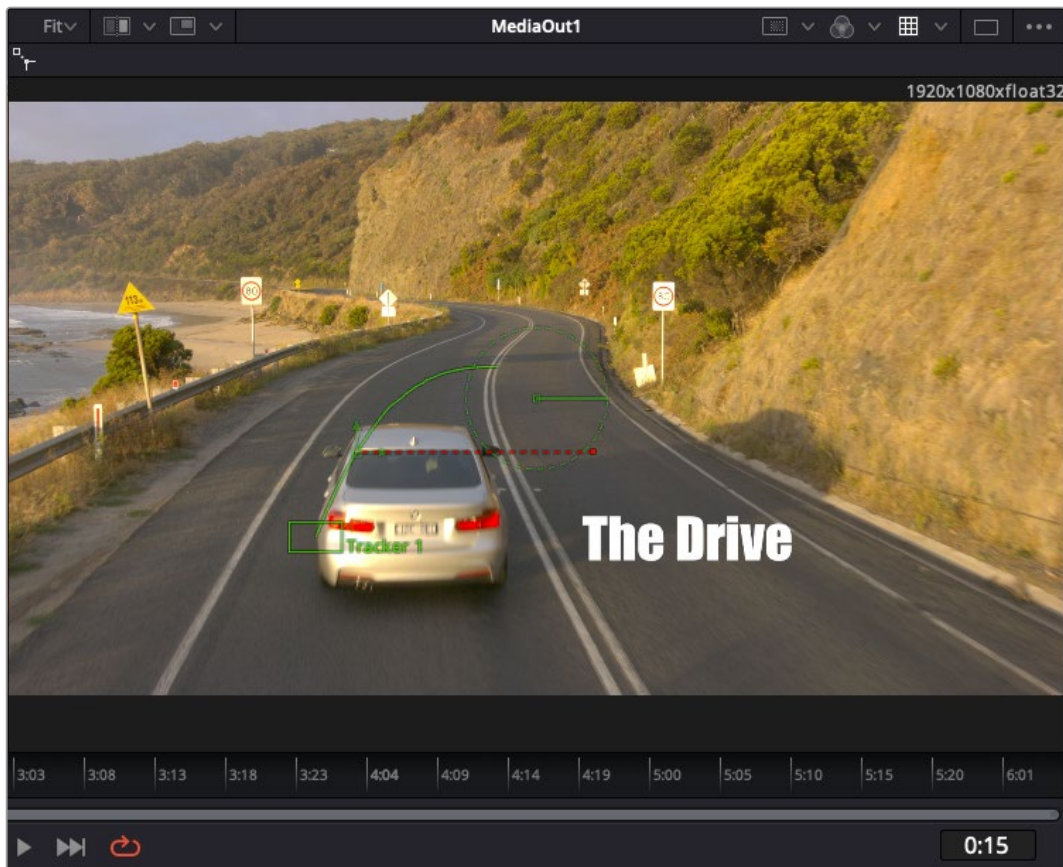 Fit MediaOut1
1920x1080xfloat32
113
80
80
Tracker 1
The Drive
3:03 3:08 3:13 3:18 3:23 4:04 4:09 4:14 4:19 5:00 5:05 5:10 5:15 5:20 6:01
0:15